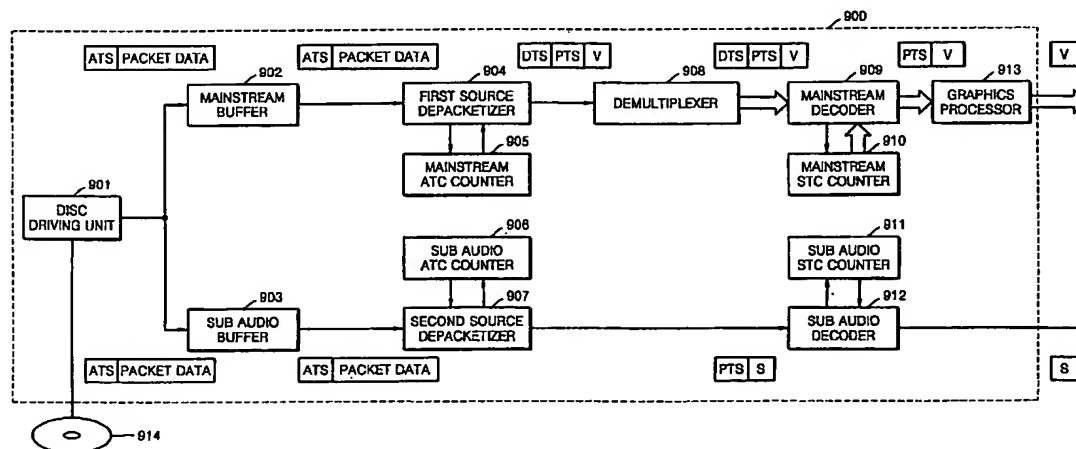 900
ATS PACKET DATA
ATS PACKET DATA
DTS PTS V
DTS PTS V
PTS V
V
902
904
908
909
913
MAINSTREAM
BUFFER
FIRST SOURCE
DEPACKETIZER
DEMULTIPLEXER
MAINSTREAM
DECODER
GRAPHICS
PROCESSOR
905
910
MAINSTREAM
ATC COUNTER
MAINSTREAM
STC COUNTER
901
DISC
DRIVING UNIT
906
911
SUB AUDIO
ATC COUNTER
SUB AUDIO
STC COUNTER
903
907
912
SUB AUDIO
BUFFER
SECOND SOURCE
DEPACKETIZER
SUB AUDIO
DECODER
ATS PACKET DATA
ATS PACKET DATA
PTS S
S
914